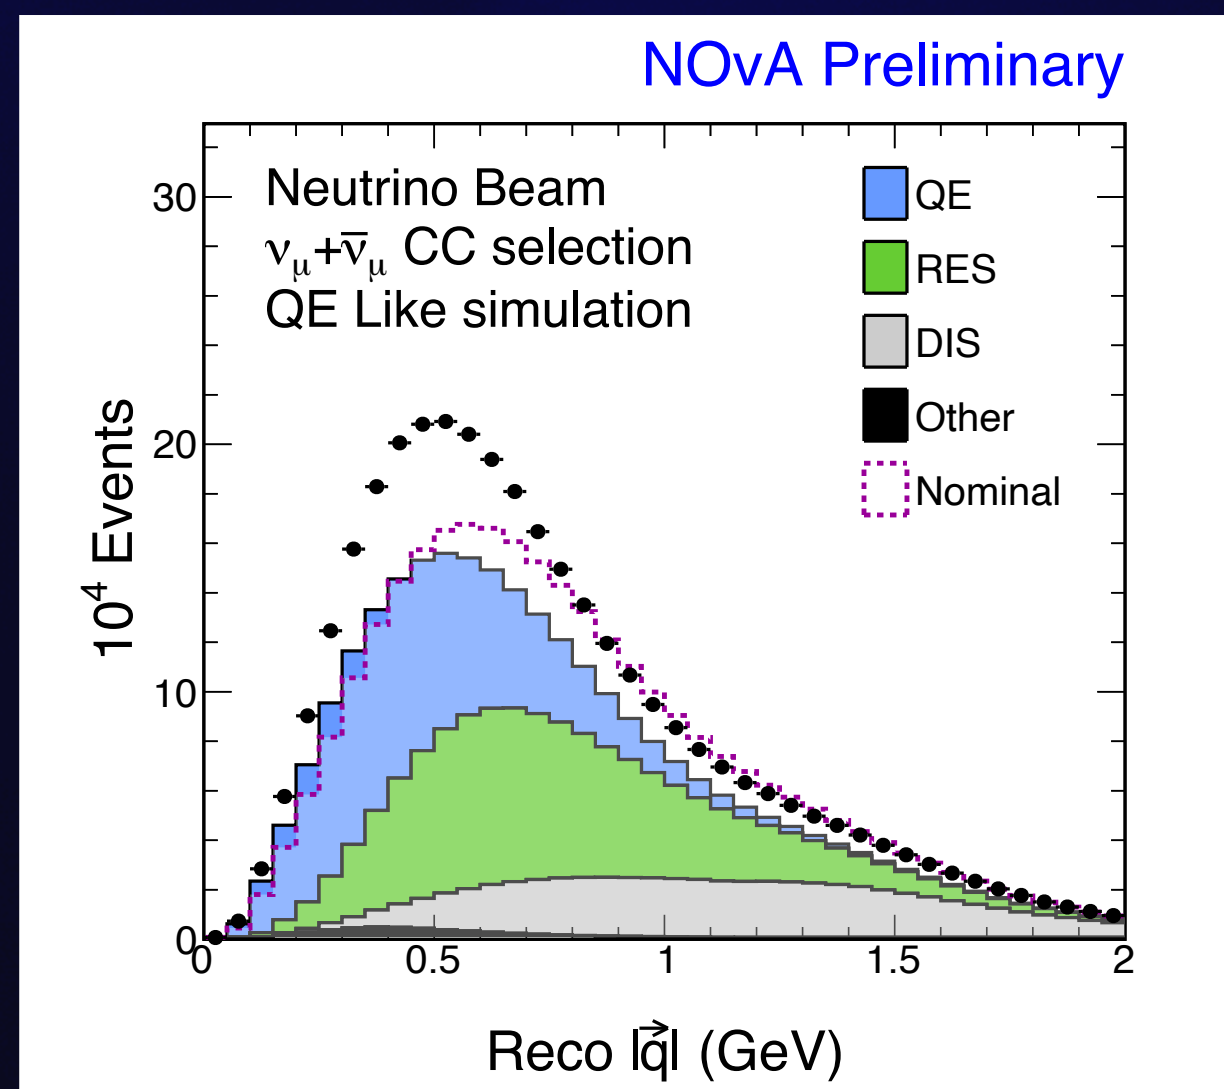 NOvA Preliminary
Neutrino Beam
νμ+ν̅μ CC selection
QE Like simulation
QE
RES
DIS
Other
Nominal
10⁴ Events
30
20
10
0
0 0.5 1 1.5 2
Reco |q⃗| (GeV)